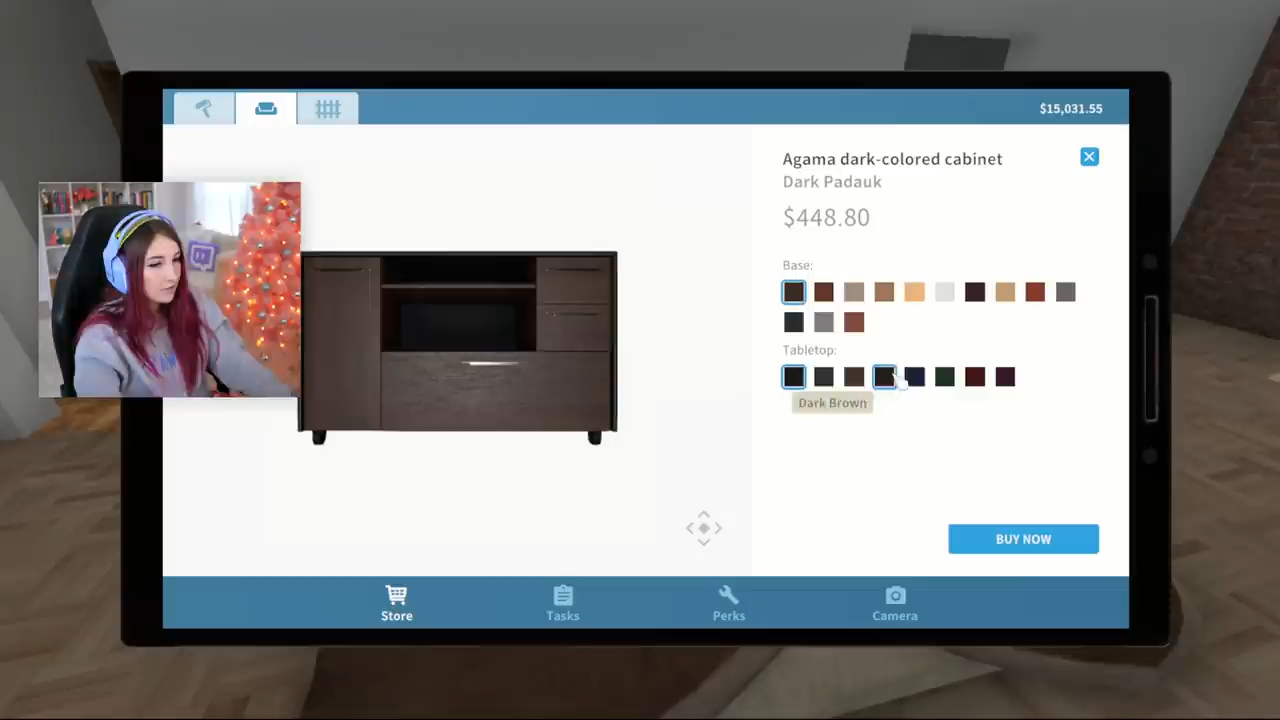 $15,031.55
Agama dark-colored cabinet
Dark Padauk
$448.80
Base:
Tabletop:
Dark Brown
BUY NOW
Store
Tasks
Perks
Camera